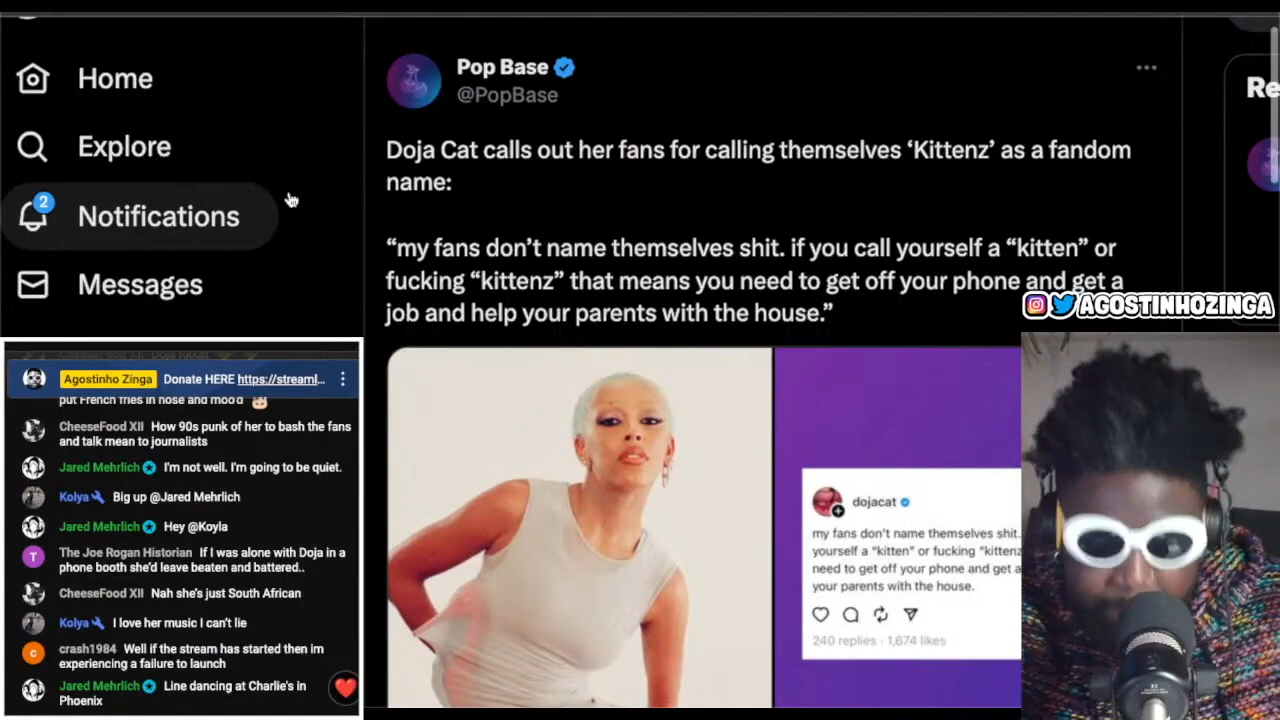 Home
Explore
2
Notifications
Messages
Pop Base
@PopBase
Re
Doja Cat calls out her fans for calling themselves ‘Kittenz’ as a fandom
name:
“my fans don’t name themselves shit. if you call yourself a “kitten” or
fucking “kittenz” that means you need to get off your phone and get a
job and help your parents with the house.”
AGOSTINHOZINGA
dojacat
my fans don’t name themselves shit.
yourself a “kitten” or fucking “kittenz
need to get off your phone and get a
your parents with the house.
240 replies · 1,674 likes
Agostinho Zinga Donate HERE https://streaml...
put French fries in nose and moo'd
CheeseFood XII How 90s punk of her to bash the fans
and talk mean to journalists
Jared Mehrlich I'm not well. I'm going to be quiet.
Kolya Big up @Jared Mehrlich
Jared Mehrlich Hey @Koyla
T The Joe Rogan Historian If I was alone with Doja in a
phone booth she'd leave beaten and battered..
CheeseFood XII Nah she's just South African
Kolya I love her music I can't lie
c crash1984 Well if the stream has started then im
experiencing a failure to launch
Jared Mehrlich Line dancing at Charlie's in
Phoenix